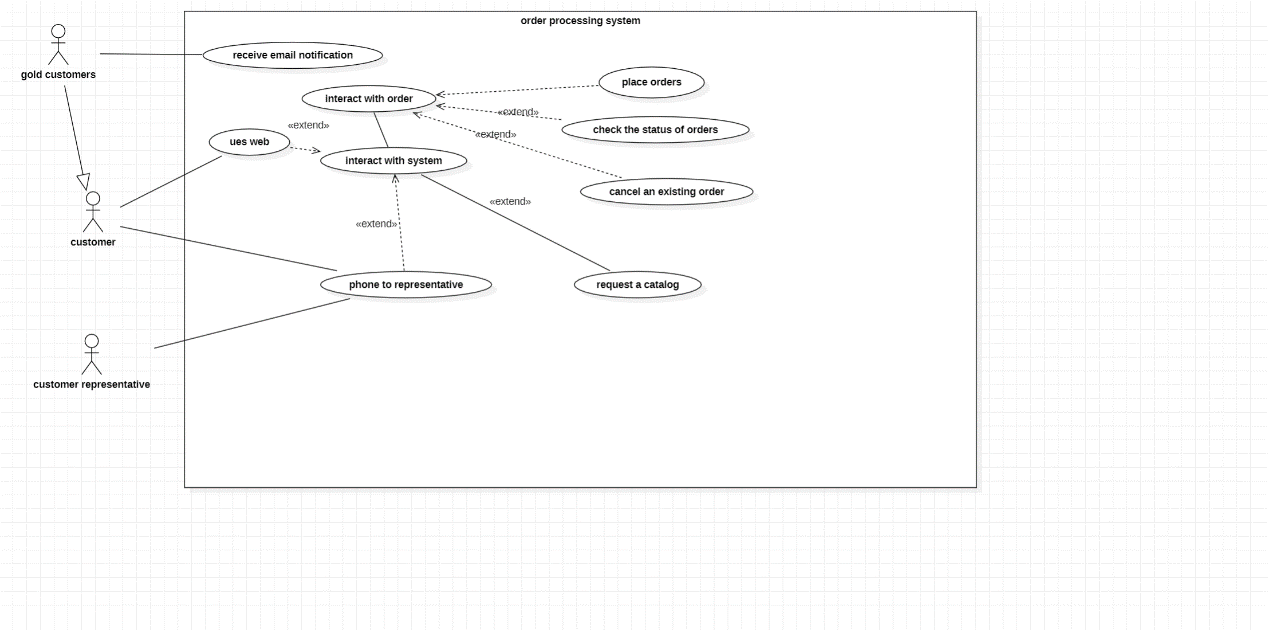 order processing system
gold customers
receive email notification
place orders
interact with order
«extend»
check the status of orders
«extend»
«extend»
ues web
interact with system
cancel an existing order
«extend»
customer
«extend»
phone to representative
request a catalog
customer representative